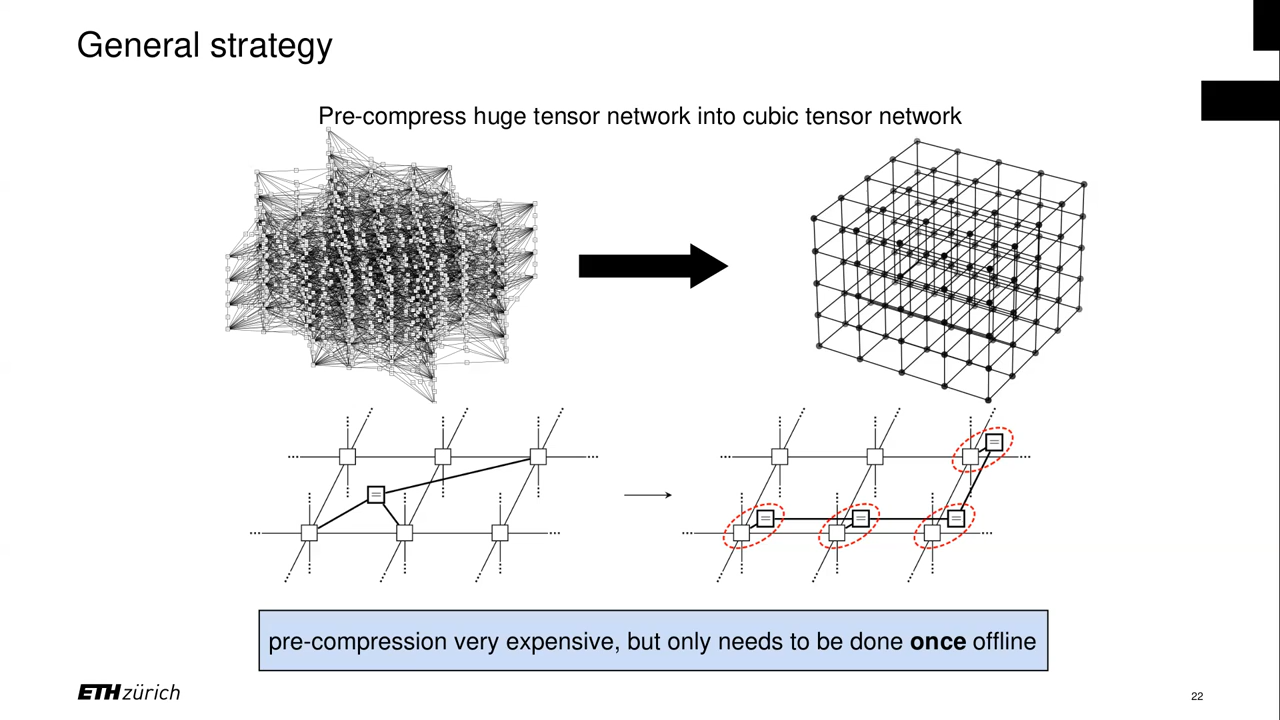 General strategy
Pre-compress huge tensor network into cubic tensor network
=
=
=
=
=
pre-compression very expensive, but only needs to be done once offline
ETH zürich
22